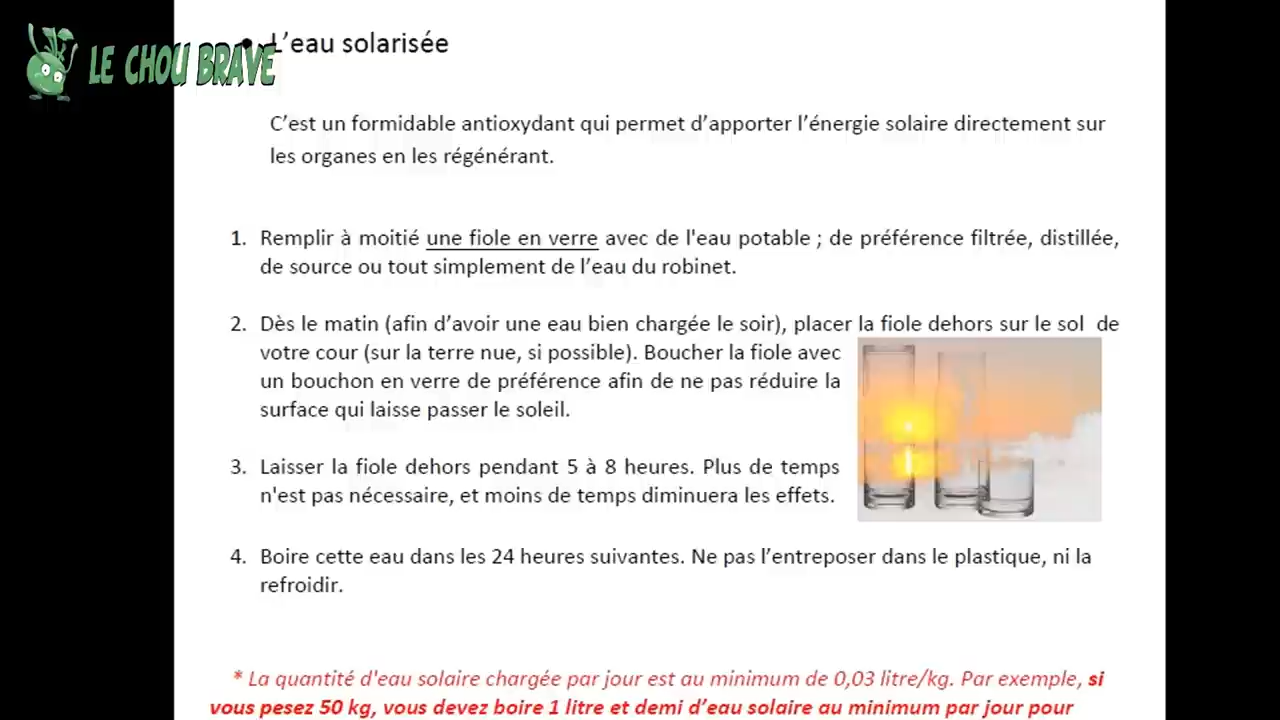 LE CHOU BRAVE
• L’eau solarisée
C’est un formidable antioxydant qui permet d’apporter l’énergie solaire directement sur
les organes en les régénérant.
1. Remplir à moitié une fiole en verre avec de l'eau potable ; de préférence filtrée, distillée,
de source ou tout simplement de l’eau du robinet.
2. Dès le matin (afin d’avoir une eau bien chargée le soir), placer la fiole dehors sur le sol de
votre cour (sur la terre nue, si possible). Boucher la fiole avec
un bouchon en verre de préférence afin de ne pas réduire la
surface qui laisse passer le soleil.
3. Laisser la fiole dehors pendant 5 à 8 heures. Plus de temps
n'est pas nécessaire, et moins de temps diminuera les effets.
4. Boire cette eau dans les 24 heures suivantes. Ne pas l’entreposer dans le plastique, ni la
refroidir.
* La quantité d'eau solaire chargée par jour est au minimum de 0,03 litre/kg. Par exemple, si
vous pesez 50 kg, vous devez boire 1 litre et demi d’eau solaire au minimum par jour pour